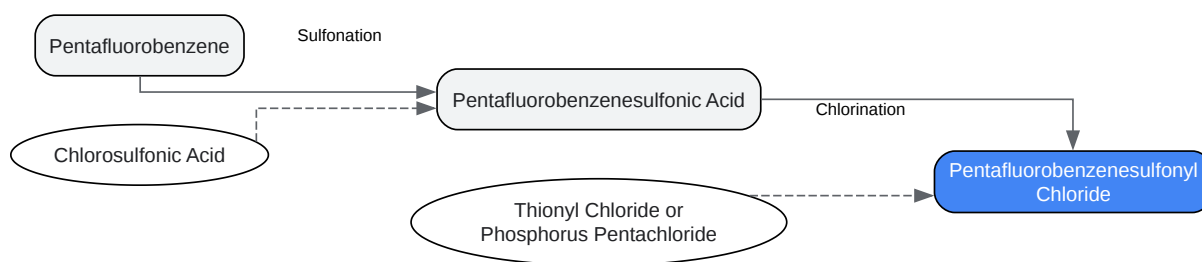 Pentafluorobenzene
Sulfonation
Pentafluorobenzenesulfonic Acid
Chlorination
Chlorosulfonic Acid
Pentafluorobenzenesulfonyl
Chloride
Thionyl Chloride or
Phosphorus Pentachloride